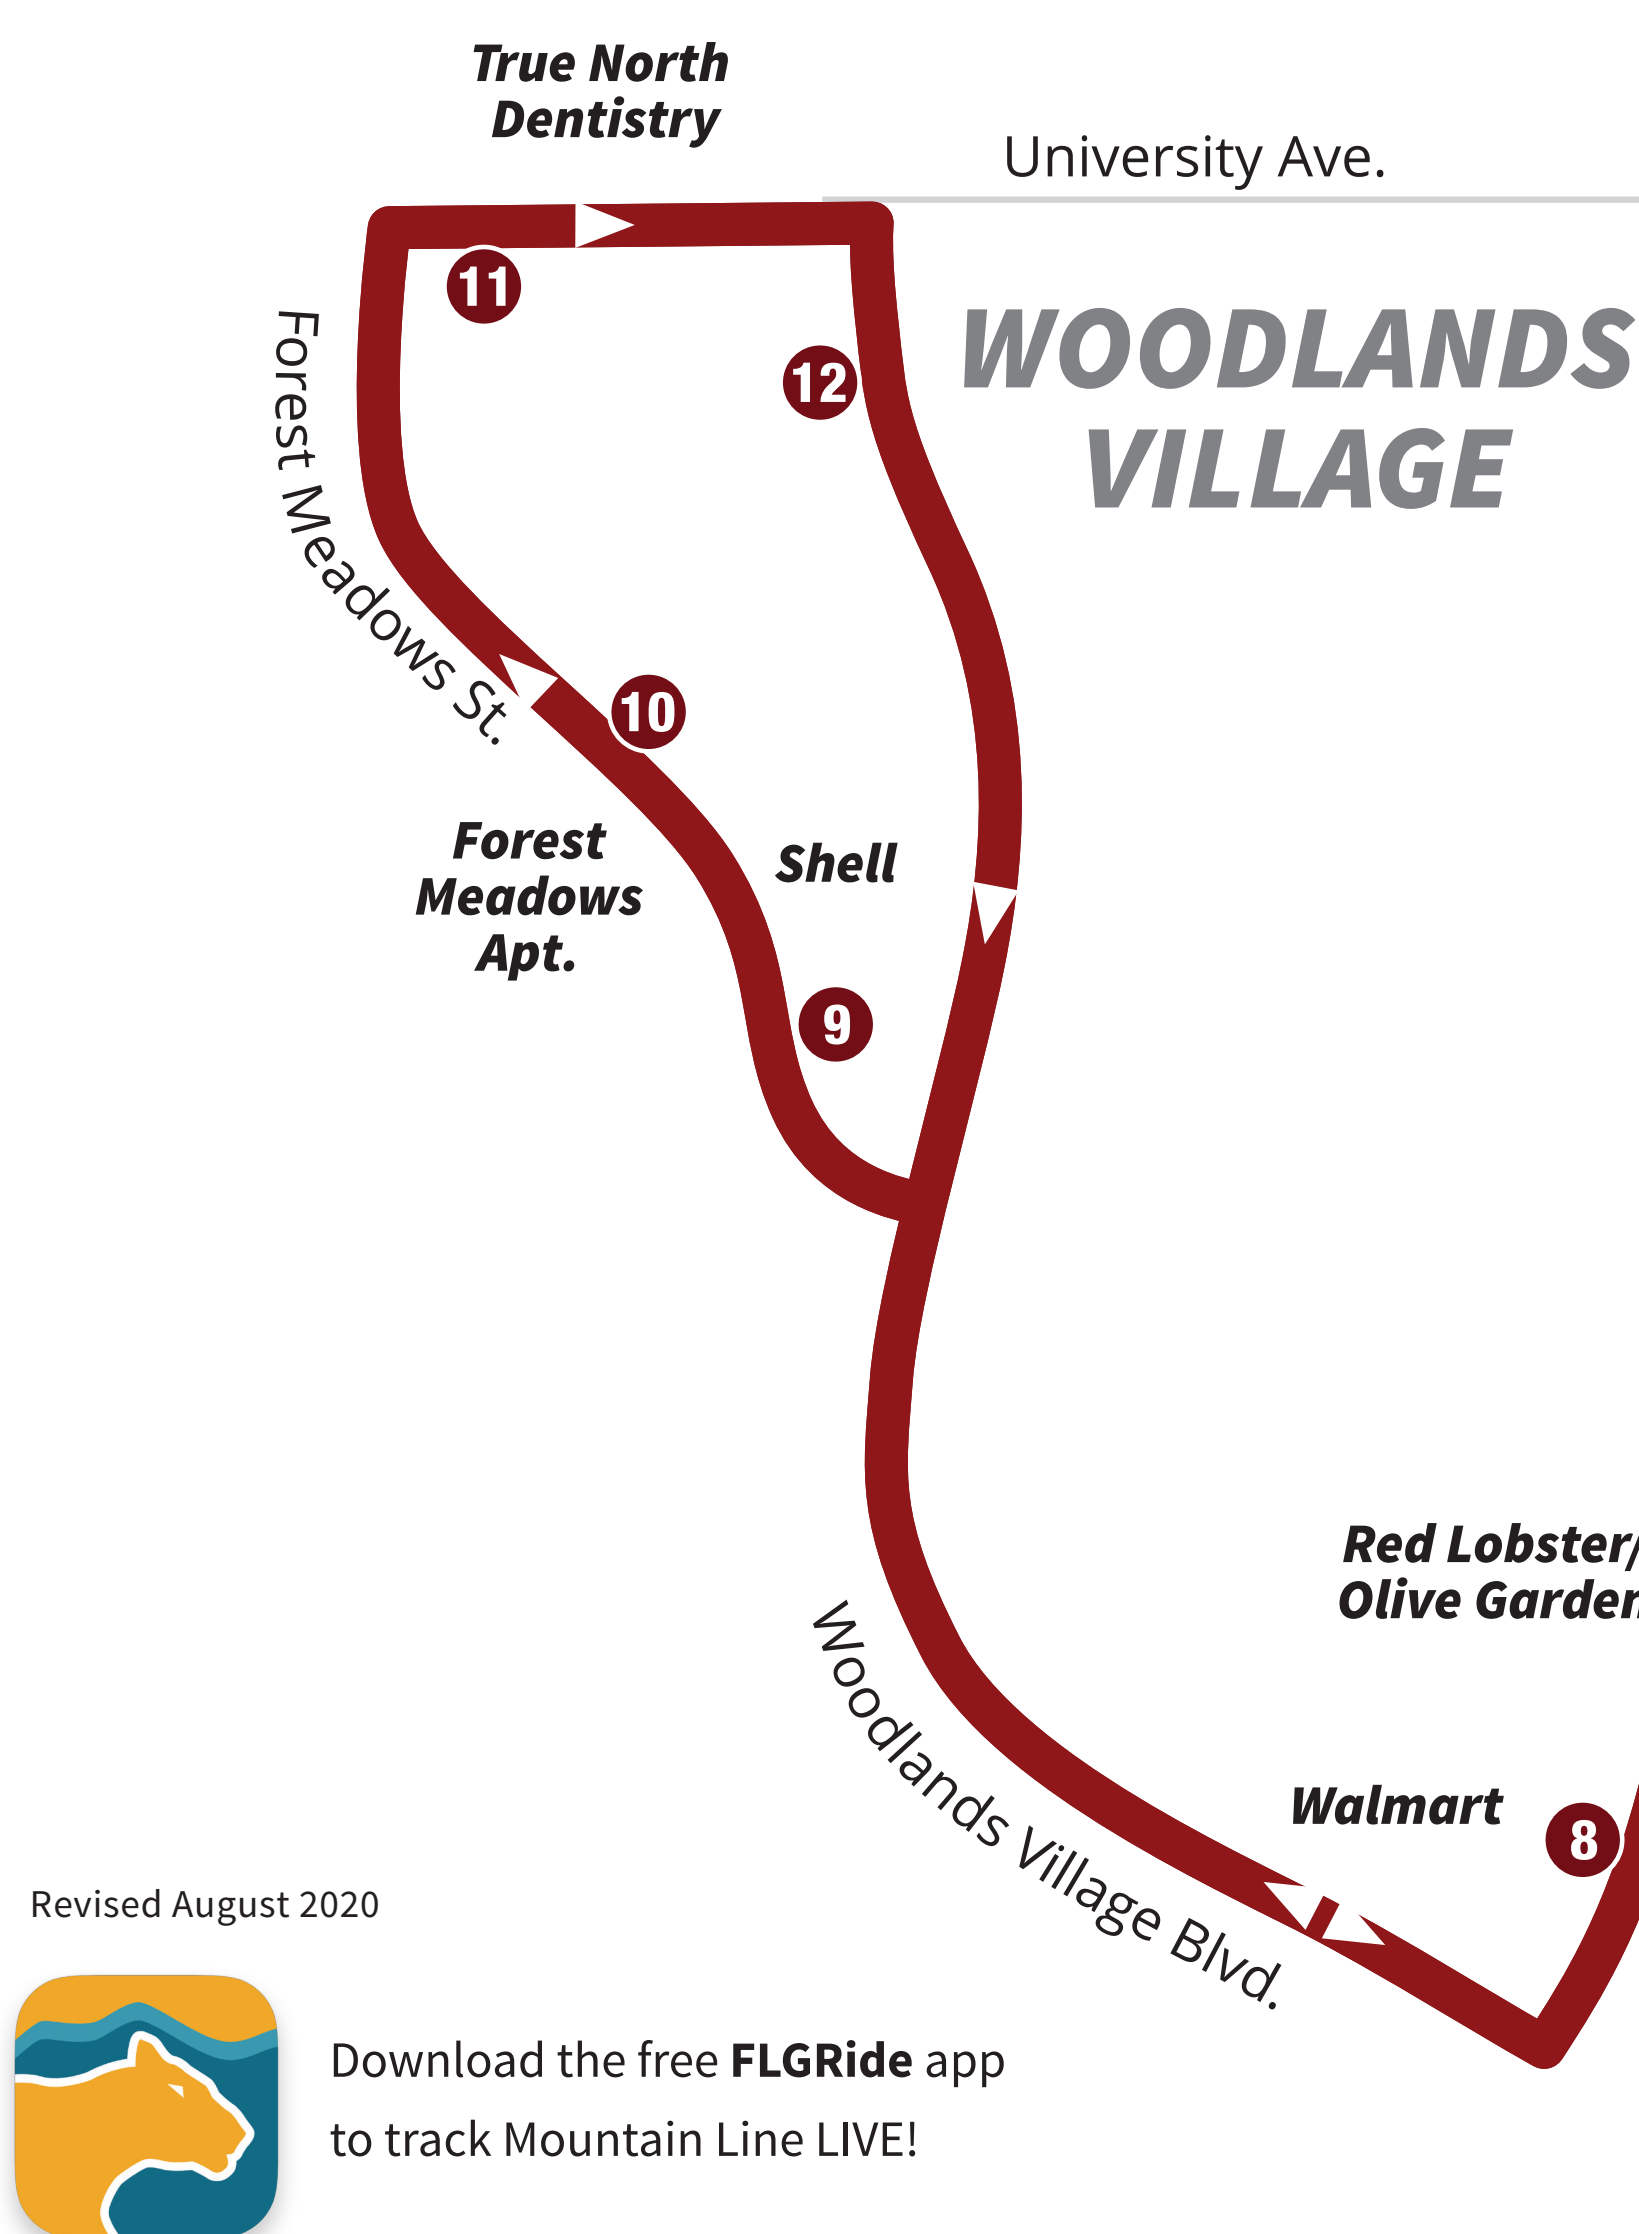 True North
Dentistry
University Ave.
11
12
WOODLANDS
VILLAGE
Forest Meadows St.
10
Forest
Meadows
Apt.
Shell
9
Red Lobster/
Olive Garden
Woodlands Village Blvd.
Walmart
8
Revised August 2020
Download the free FLGRide app
to track Mountain Line LIVE!